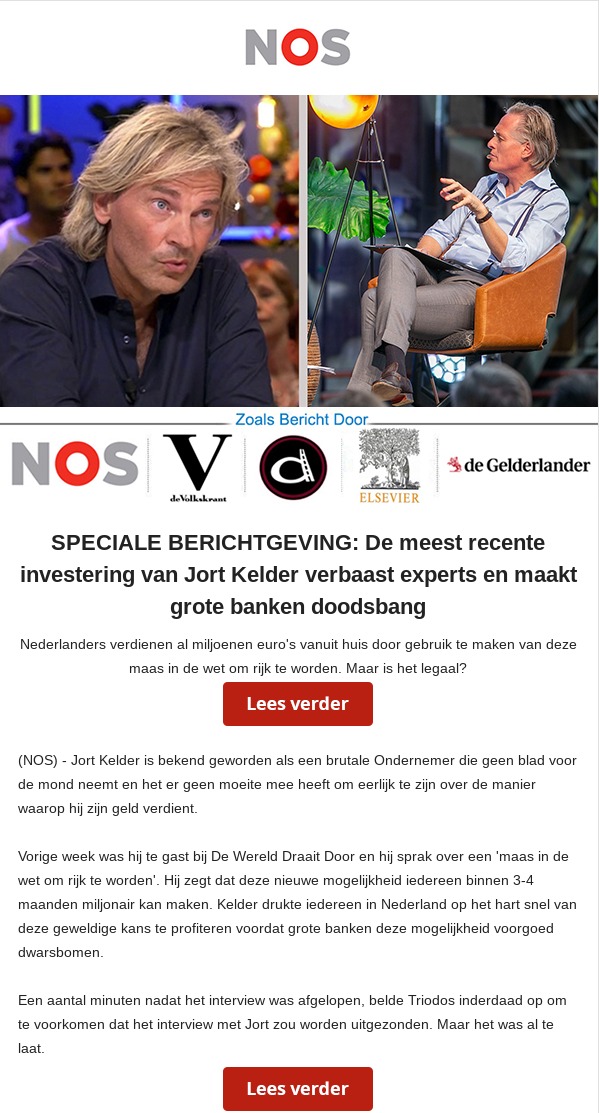 NOS
Zoals Bericht Door
NOS
V
de Volkskrant
d
ELSEVIER
de Gelderlander
SPECIALE BERICHTGEVING: De meest recente
investering van Jort Kelder verbaast experts en maakt
grote banken doodsbang
Nederlanders verdienen al miljoenen euro's vanuit huis door gebruik te maken van deze
maas in de wet om rijk te worden. Maar is het legaal?
Lees verder
(NOS) - Jort Kelder is bekend geworden als een brutale Ondernemer die geen blad voor
de mond neemt en het er geen moeite mee heeft om eerlijk te zijn over de manier
waarop hij zijn geld verdient.
Vorige week was hij te gast bij De Wereld Draait Door en hij sprak over een 'maas in de
wet om rijk te worden'. Hij zegt dat deze nieuwe mogelijkheid iedereen binnen 3-4
maanden miljonair kan maken. Kelder drukte iedereen in Nederland op het hart snel van
deze geweldige kans te profiteren voordat grote banken deze mogelijkheid voorgoed
dwarsbomen.
Een aantal minuten nadat het interview was afgelopen, belde Triodos inderdaad op om
te voorkomen dat het interview met Jort zou worden uitgezonden. Maar het was al te
laat.
Lees verder